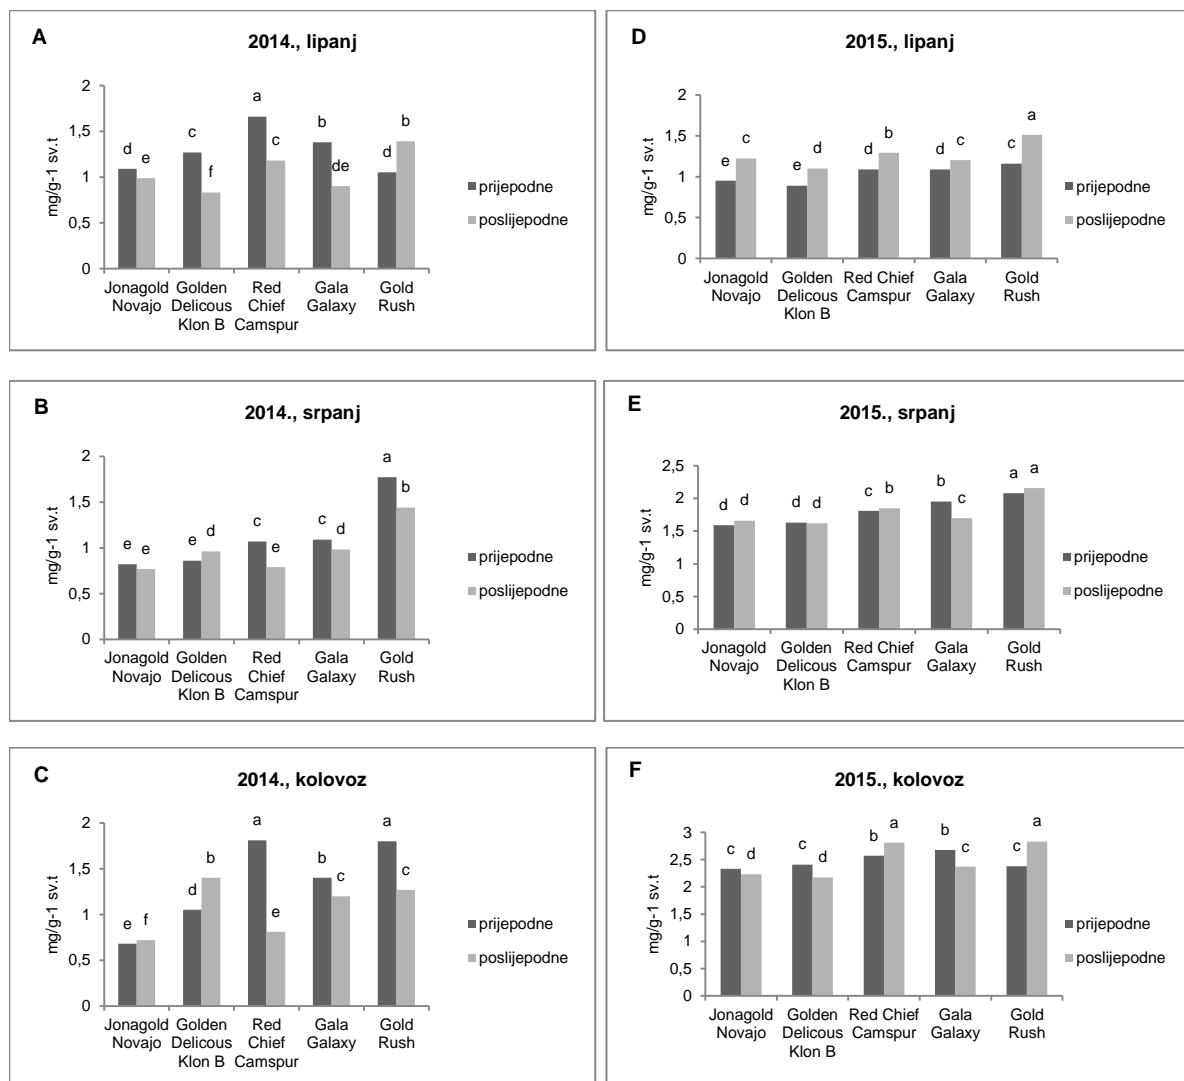 A
2014., lipanj
mg/g-1 sv.t
2
1,5
1
0,5
0
d e c f a c b de d b
Jonagold Novajo
Golden Delicous Klon B
Red Chief Camspur
Gala Galaxy
Gold Rush
prijepodne
poslijepodne
D
2015., lipanj
mg/g-1 sv.t
2
1,5
1
0,5
0
e c e d d b d c c a
Jonagold Novajo
Golden Delicous Klon B
Red Chief Camspur
Gala Galaxy
Gold Rush
prijepodne
poslijepodne
B
2014., srpanj
mg/g-1 sv.t
2
1,5
1
0,5
0
e e e d c e c d a b
Jonagold Novajo
Golden Delicous Klon B
Red Chief Camspur
Gala Galaxy
Gold Rush
prijepodne
poslijepodne
E
2015., srpanj
mg/g-1 sv.t
2,5
2
1,5
1
0,5
0
d d d d c b b c a a
Jonagold Novajo
Golden Delicous Klon B
Red Chief Camspur
Gala Galaxy
Gold Rush
prijepodne
poslijepodne
C
2014., kolovoz
mg/g-1 sv.t
2
1,5
1
0,5
0
e f d b a e b c a c
Jonagold Novajo
Golden Delicous Klon B
Red Chief Camspur
Gala Galaxy
Gold Rush
prijepodne
poslijepodne
F
2015., kolovoz
mg/g-1 sv.t
3
2,5
2
1,5
1
0,5
0
c d c d b a b c c a
Jonagold Novajo
Golden Delicous Klon B
Red Chief Camspur
Gala Galaxy
Gold Rush
prijepodne
poslijepodne